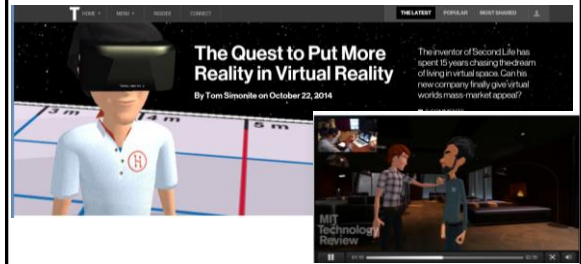 T HOME MENU INSIDER CONNECT
THE LATEST POPULAR MOST SHARED
The Quest to Put More
Reality in Virtual Reality
By Tom Simonite on October 22, 2014
The inventor of Second Life has
spent 15 years chasing the dream
of living in virtual space. Can his
new company finally give virtual
worlds mass-market appeal?
COMMENTS
3 m
4 m
5 m
H
MIT
Technology
Review